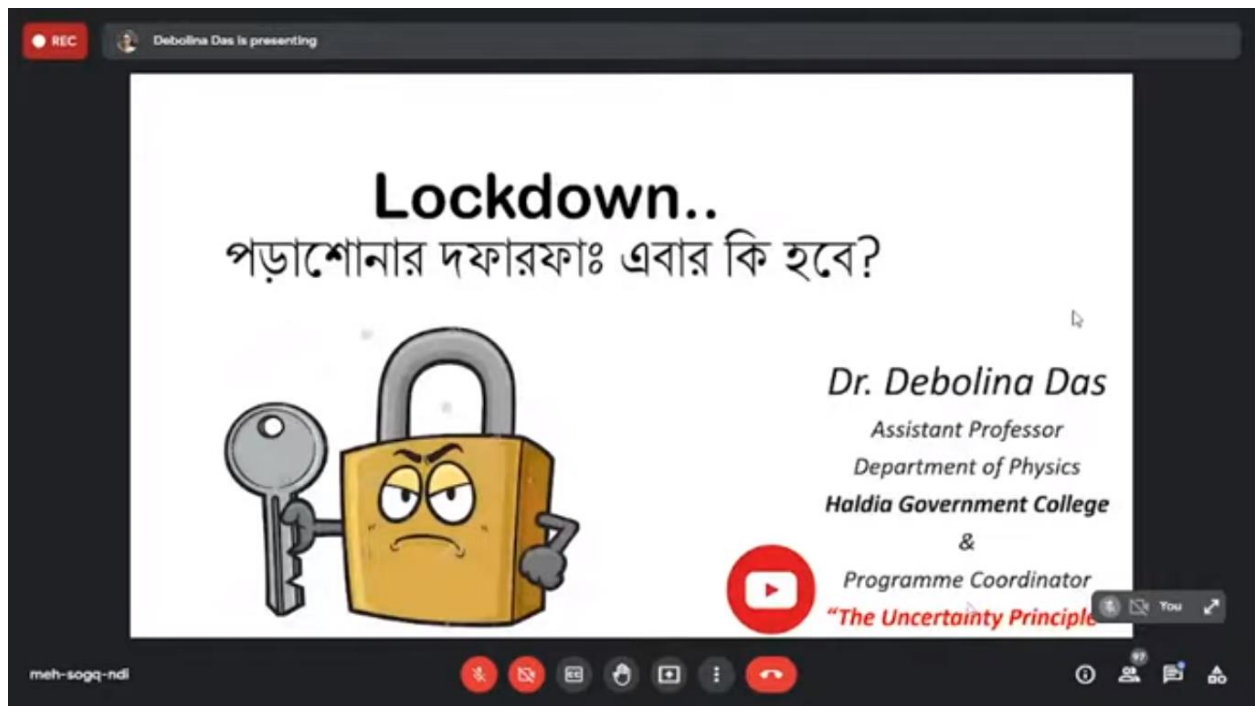 REC
Debolina Das is presenting
Lockdown..
পড়াশোনার দফারফাঃ এবার কি হবে?
Dr. Debolina Das
Assistant Professor
Department of Physics
Haldia Government College
&
Programme Coordinator
You
"The Uncertainty Principle
meh-sogq-ndi
CC
97